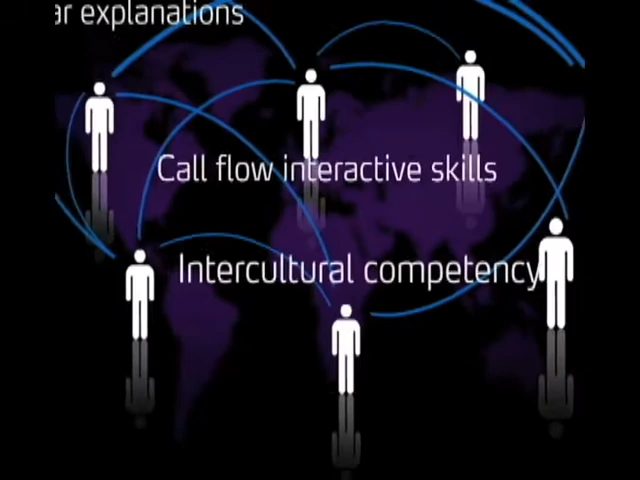 explanations
Call flow interactive skills
Intercultural competency